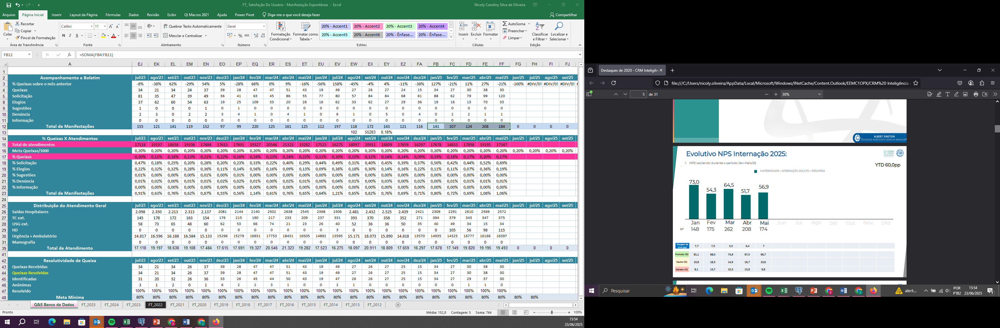 FT_ Satisfação Do Usuário - Manifestação Espontânea - Excel
Nicoly Caroliny Silva de Oliveira
Arquivo Página Inicial Inserir Layout da Página Fórmulas Dados Revisão Exibir QI Macros 2021 Ajuda Power Pivot Diga-me o que você deseja fazer Compartilhar
Colar Recortar Copiar Pincel de Formatação
Calibri 11 Quebrar Texto Automaticamente Geral
N I S Mesclar e Centralizar % 000
Formatação Condicional Formatar como Tabela
20% - Accent1 20% - Accent2 20% - Accent3 20% - Accent4
20% - Accent5 20% - Accent6 20% - Ênfase... 20% - Ênfase...
Inserir Excluir Formatar AutoSoma Preencher Limpar Classificar e Filtrar Localizar e Selecionar
Área de Transferência Fonte Alinhamento Número Estilos Células Edição
FB12 =SOMA(FB4:FB11)
A EJ EK EL EM EN EO EP EQ ER ES ET EU EV EW EX EY EZ FA FB FC FD FE FF FG FH FI FJ
1
2 Acompanhamento e Boletim jul/23 ago/23 set/23 out/23 nov/23 dez/23 jan/24 fev/24 mar/24 abr/24 mai/24 jun/24 jul/24 ago/24 set/24 out/24 nov/24 dez/24 jan/25 fev/25 mar/25 abr/25 mai/25 jun/25 jul/25 ago/25 set/25
3 % Queixas sobre o mês anterior -8% -38% 62% -29% 54% 5% -28% 68% 0% 9% -16% -56% 158% -45% -4% 4% -11% -38% 127% -21% 11% 27% -21% -100% #DIV/0! #DIV/0! #DIV/0!
4 Queixas 34 21 34 24 37 39 28 47 47 51 43 19 49 27 26 27 24 15 34 27 30 38 30
5 Solicitação 81 35 47 39 49 36 41 63 45 86 55 77 80 57 84 84 68 61 88 62 79 99 120
8 Elogios 37 62 60 54 63 19 25 109 33 20 26 16 62 33 62 27 29 36 19 16 13 70 33
9 Sugestões 1 0 0 0 1 0 1 0 0 0 0 0 0 0 0 0 0 0 0 0 0 0 0
10 Denúncia 2 3 0 2 2 3 4 1 0 4 1 0 6 1 0 5 0 4 0 2 2 1 1
11 Informação 0 0 0 0 0 0 0 0 0 0 0 0 0 0 0 0 0 0 0 0 0 0 0
12 Total de Manifestações 155 121 141 119 152 97 99 220 125 161 125 112 197 118 172 143 121 116 141 107 124 208 184 0 0 0 0
13 102 55283 0,18%
14 % Queixas X Atendimentos jul/23 ago/23 set/23 out/23 nov/23 dez/23 jan/24 fev/24 mar/24 abr/24 mai/24 jun/24 jul/24 ago/24 set/24 out/24 nov/24 dez/24 jan/25 fev/25 mar/25 abr/25 mai/25 jun/25 jul/25 ago/25 set/25
15 Total de atendimentos 17118 19197 18638 19108 17484 17615 17691 19327 20546 21323 19282 17523 16275 18097 20911 18809 17659 16297 17678 14833 17898 19195 17347
16 Meta Queixas/1000 0,20% 0,20% 0,20% 0,20% 0,20% 0,20% 0,20% 0,20% 0,20% 0,20% 0,20% 0,20% 0,20% 0,20% 0,20% 0,20% 0,20% 0,20% 0,20% 0,20% 0,20% 0,20% 0,20% 0,20% 0,20% 0,20% 0,20%
17 % Queixas 0,20% 0,11% 0,18% 0,13% 0,21% 0,22% 0,16% 0,24% 0,23% 0,24% 0,22% 0,11% 0,30% 0,15% 0,12% 0,14% 0,14% 0,09% 0,19% 0,18% 0,17% 0,20% 0,17%
18 % Solicitação 0,47% 0,18% 0,25% 0,20% 0,28% 0,20% 0,23% 0,33% 0,22% 0,40% 0,29% 0,44% 0,49% 0,31% 0,40% 0,45% 0,39% 0,37% 0,50% 0,42% 0,44% 0,52% 0,69%
19 % Elogios 0,22% 0,32% 0,32% 0,28% 0,36% 0,11% 0,14% 0,56% 0,16% 0,09% 0,13% 0,09% 0,38% 0,18% 0,30% 0,14% 0,16% 0,22% 0,11% 0,11% 0,07% 0,36% 0,19%
20 % Sugestões 0,01% 0,00% 0,00% 0,00% 0,01% 0,00% 0,01% 0,00% 0,00% 0,00% 0,00% 0,00% 0,00% 0,00% 0,00% 0,00% 0,00% 0,00% 0,00% 0,00% 0,00% 0,00% 0,00%
21 % Denúncia 0,01% 0,02% 0,00% 0,01% 0,01% 0,02% 0,02% 0,01% 0,00% 0,02% 0,01% 0,00% 0,04% 0,01% 0,00% 0,03% 0,00% 0,02% 0,00% 0,01% 0,01% 0,01% 0,01%
22 % Informação 0,00% 0,00% 0,00% 0,00% 0,00% 0,00% 0,00% 0,00% 0,00% 0,00% 0,00% 0,00% 0,00% 0,00% 0,00% 0,00% 0,00% 0,00% 0,00% 0,00% 0,00% 0,00% 0,00%
23 Total de Manifestações 0,91% 0,63% 0,76% 0,62% 0,87% 0,55% 0,56% 1,14% 0,61% 0,76% 0,65% 0,64% 1,21% 0,65% 0,82% 0,76% 0,69% 0,71% 0,80% 0,72% 0,69% 1,08% 1,06%
24
25 Distribuição do Atendimento Geral jul/23 ago/23 set/23 out/23 nov/23 dez/23 jan/24 fev/24 mar/24 abr/24 mai/24 jun/24 jul/24 ago/24 set/24 out/24 nov/24 dez/24 jan/25 fev/25 mar/25 abr/25 mai/25 jun/25 jul/25 ago/25 set/25
26 Saídas Hospitalares 2.098 2.350 2.213 2.313 2.137 2081 2144 2140 2502 2638 2545 2368 2306 2.481 2.432 2.525 2.439 2421 2309 2291 2610 2569 2572
27 TC ext. 145 178 172 163 154 176 215 190 217 233 209 237 331 393 370 358 352 271 394 379 343 347 375
28 USG ext. 58 73 65 48 60 62 53 66 74 21 23 26 40 52 36 36 50 35 40 49 34 15 34
29 HD 0 0 0 0 0 0 0 0 0 0 0 0 3 0 0 0 0 0 0 105 56 98 115
30 Urgência + Ambulatório 14.817 16.596 16.188 16.584 15.133 15296 15279 16931 17753 18431 16505 14892 13595 15.171 18.073 15.890 14.818 13570 14935 14325 16777 16166 16397
31 Mamografia 0 0 0 0 0 0 0 0 0 0 0 0 0 0 0 0 0 0 0 0 0 0 0
39 Total de Atendimento 17.118 19.197 18.638 19.108 17.484 17.615 17.691 19.327 20.546 21.323 19.282 17.523 16.275 18.097 20.911 18.809 17.659 16.297 17.678 17.149 19.820 19.195 19.493 0 0 0 0
41
42 Resolutividade de Queixa jul/23 ago/23 set/23 out/23 nov/23 dez/23 jan/24 fev/24 mar/24 abr/24 mai/24 jun/24 jul/24 ago/24 set/24 out/24 nov/24 dez/24 jan/25 fev/25 mar/25 abr/25 mai/25 jun/25 jul/25 ago/25 set/25
43 Queixas Recebidas 34 21 34 26 37 39 28 47 47 51 43 19 49 27 26 27 25 15 34 27 30 38 30
44 Queixas Resolvidas 34 21 34 26 37 39 28 47 47 51 43 19 49 27 26 27 25 15 34 27 30 38 30
45 Identificadas 31 20 32 26 36 33 26 45 44 50 43 19 47 26 26 27 25 15 34 27 29 37 30
46 Anônimas 3 1 2 0 1 6 2 2 3 1 0 0 2 1 0 0 0 0 0 0 1 1 0
47 Resolvido 100% 100% 100% 100% 100% 100% 100% 100% 100% 100% 100% 100% 100% 100% 100% 100% 100% 100% 100% 100% 100% 100% 100%
48 Meta Mínima 80% 80% 80% 80% 80% 80% 80% 80% 80% 80% 80% 80% 80% 80% 80% 80% 80% 80% 80% 80% 80% 80% 80% 80% 80%
Q&S Banco de Dados FT_2025 FT_2024 FT_2023 FT_2022 FT_2021 FT_2020 FT_2019 FT_2018 FT_2017 FT_2016 FT_2015 FT_2014 FT_2013 FT_2012
Pronto Média: 152,8 Contagem: 5 Soma: 764 100%
15:54
23/06/2025
Destaques de 2020 - CRM Inteligên
file:///C:/Users/nicoly.oliveira/AppData/Local/Microsoft/Windows/INetCache/Content.Outlook/EEMC1OPX/CRM%20 Inteligência
5 de 31 30%
ALBERT EINSTEIN
SOCIEDADE BENEFICENTE ISRAELITA BRASILEIRA
Evolutivo NPS Internação 2025:
1. NPS oscilando durante o período Jan-Maio/25
YTD 60,0pp
MATERNIDADE + INTERNAÇÃO ADULTO + PEDIATRIA
73,0 54,3 64,5 51,7 56,9
Jan Fev Mar Abr Mai Jun Jul Ago Set Out Nov. Dez
Nº 148 175 262 208 174
Margem de Erro (pp) 7,7 7,0 5,5 6,4 7
Promotor (%) 81,1 68,0 74,8 67,5 66,7
Neutro (%) 10,8 18,3 14,9 16,7 23,6
Detrator (%) 8,1 13,7 10,3 15,8 9,8
Pesquisar
alert...
POR
PTB2
15:54
23/06/2025
5